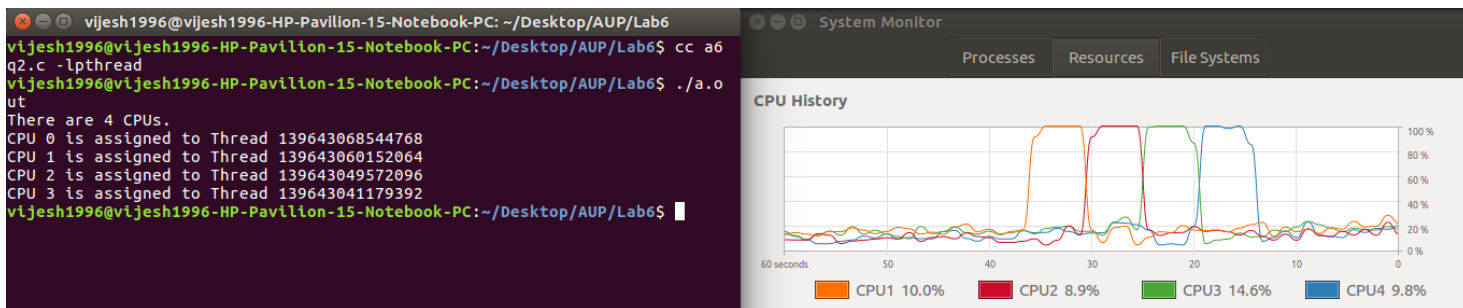 vijesh1996@vijesh1996-HP-Pavilion-15-Notebook-PC: ~/Desktop/AUP/Lab6
vijesh1996@vijesh1996-HP-Pavilion-15-Notebook-PC:~/Desktop/AUP/Lab6$ cc a6
q2.c -lpthread
vijesh1996@vijesh1996-HP-Pavilion-15-Notebook-PC:~/Desktop/AUP/Lab6$ ./a.o
ut
There are 4 CPUs.
CPU 0 is assigned to Thread 139643068544768
CPU 1 is assigned to Thread 139643060152064
CPU 2 is assigned to Thread 139643049572096
CPU 3 is assigned to Thread 139643041179392
vijesh1996@vijesh1996-HP-Pavilion-15-Notebook-PC:~/Desktop/AUP/Lab6$
System Monitor
Processes Resources File Systems
CPU History
100 %
80 %
60 %
40 %
20 %
0 %
60 seconds 50 40 30 20 10 0
CPU1 10.0% CPU2 8.9% CPU3 14.6% CPU4 9.8%